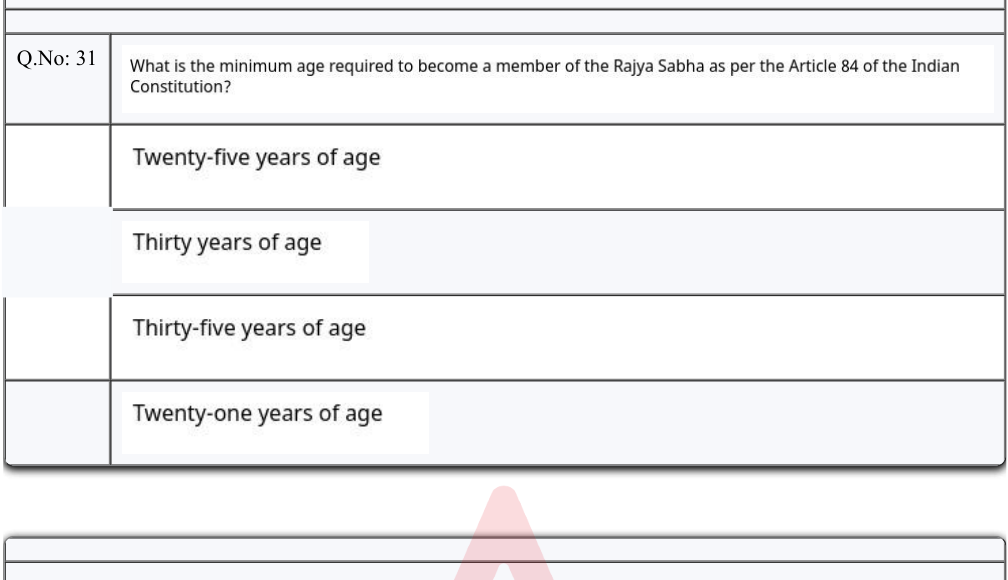 Q.No: 31
What is the minimum age required to become a member of the Rajya Sabha as per the Article 84 of the Indian
Constitution?
Twenty-five years of age
Thirty years of age
Thirty-five years of age
Twenty-one years of age